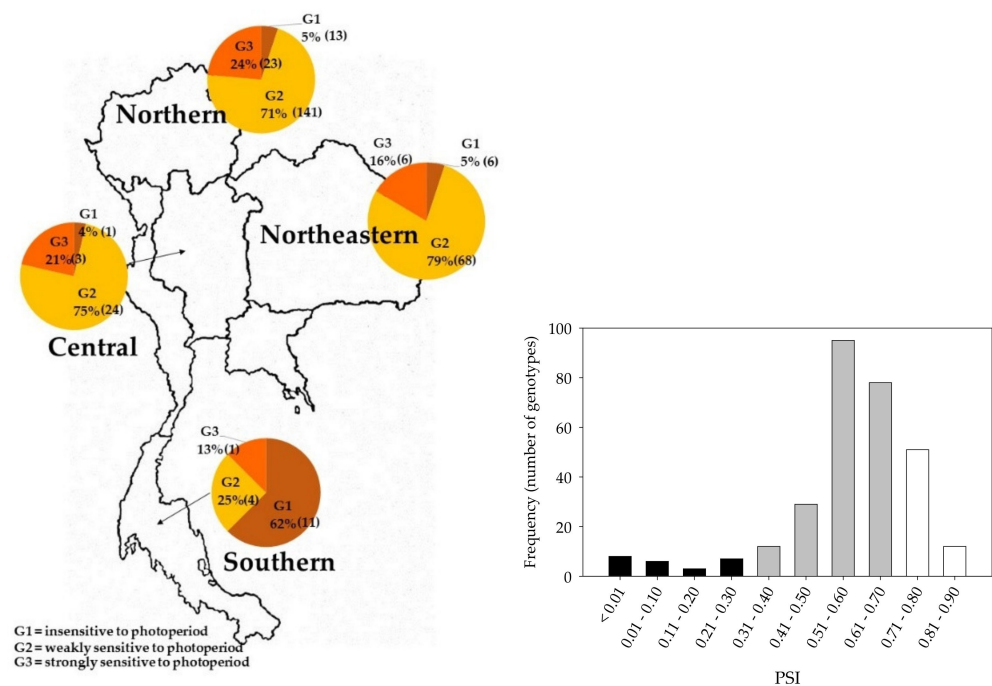 G1
5% (13)
G3
24% (23)
G2
71% (141)
Northern
G3
16% (6)
G1
5% (6)
G2
79% (68)
Northeastern
G1
4% (1)
G3
21% (3)
G2
75% (24)
Central
G3
13% (1)
G2
25% (4)
G1
62% (11)
Southern
G1 = insensitive to photoperiod
G2 = weakly sensitive to photoperiod
G3 = strongly sensitive to photoperiod
Frequency (number of genotypes)
100
80
60
40
20
0
< 0.01
0.01 - 0.10
0.11 - 0.20
0.21 - 0.30
0.31 - 0.40
0.41 - 0.50
0.51 - 0.60
0.61 - 0.70
0.71 - 0.80
0.81 - 0.90
PSI